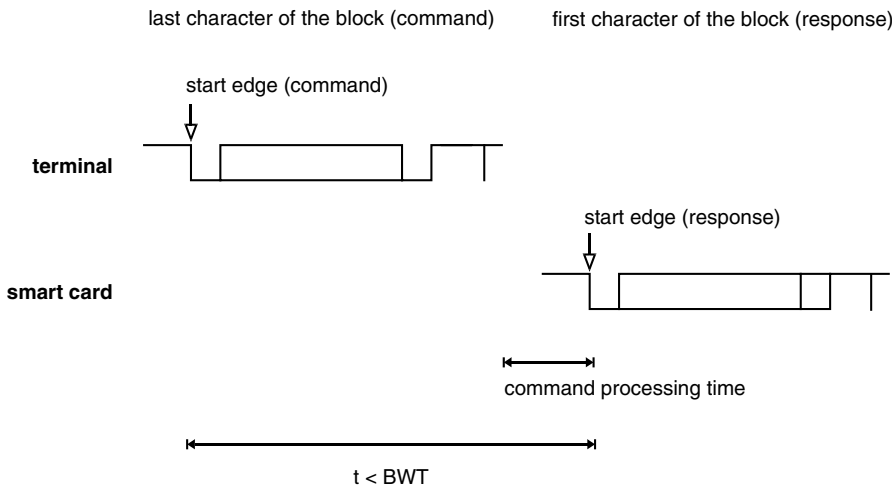 last character of the block (command)
first character of the block (response)
start edge (command)
terminal
start edge (response)
smart card
command processing time
t < BWT